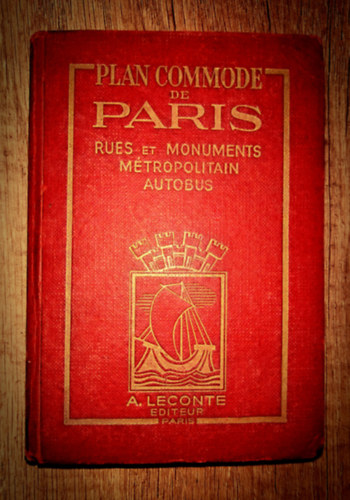 PLAN COMMODE
DE
PARIS
RUES ET MONUMENTS
MÉTROPOLITAIN
AUTOBUS
A. LECONTE
EDITEUR
PARIS